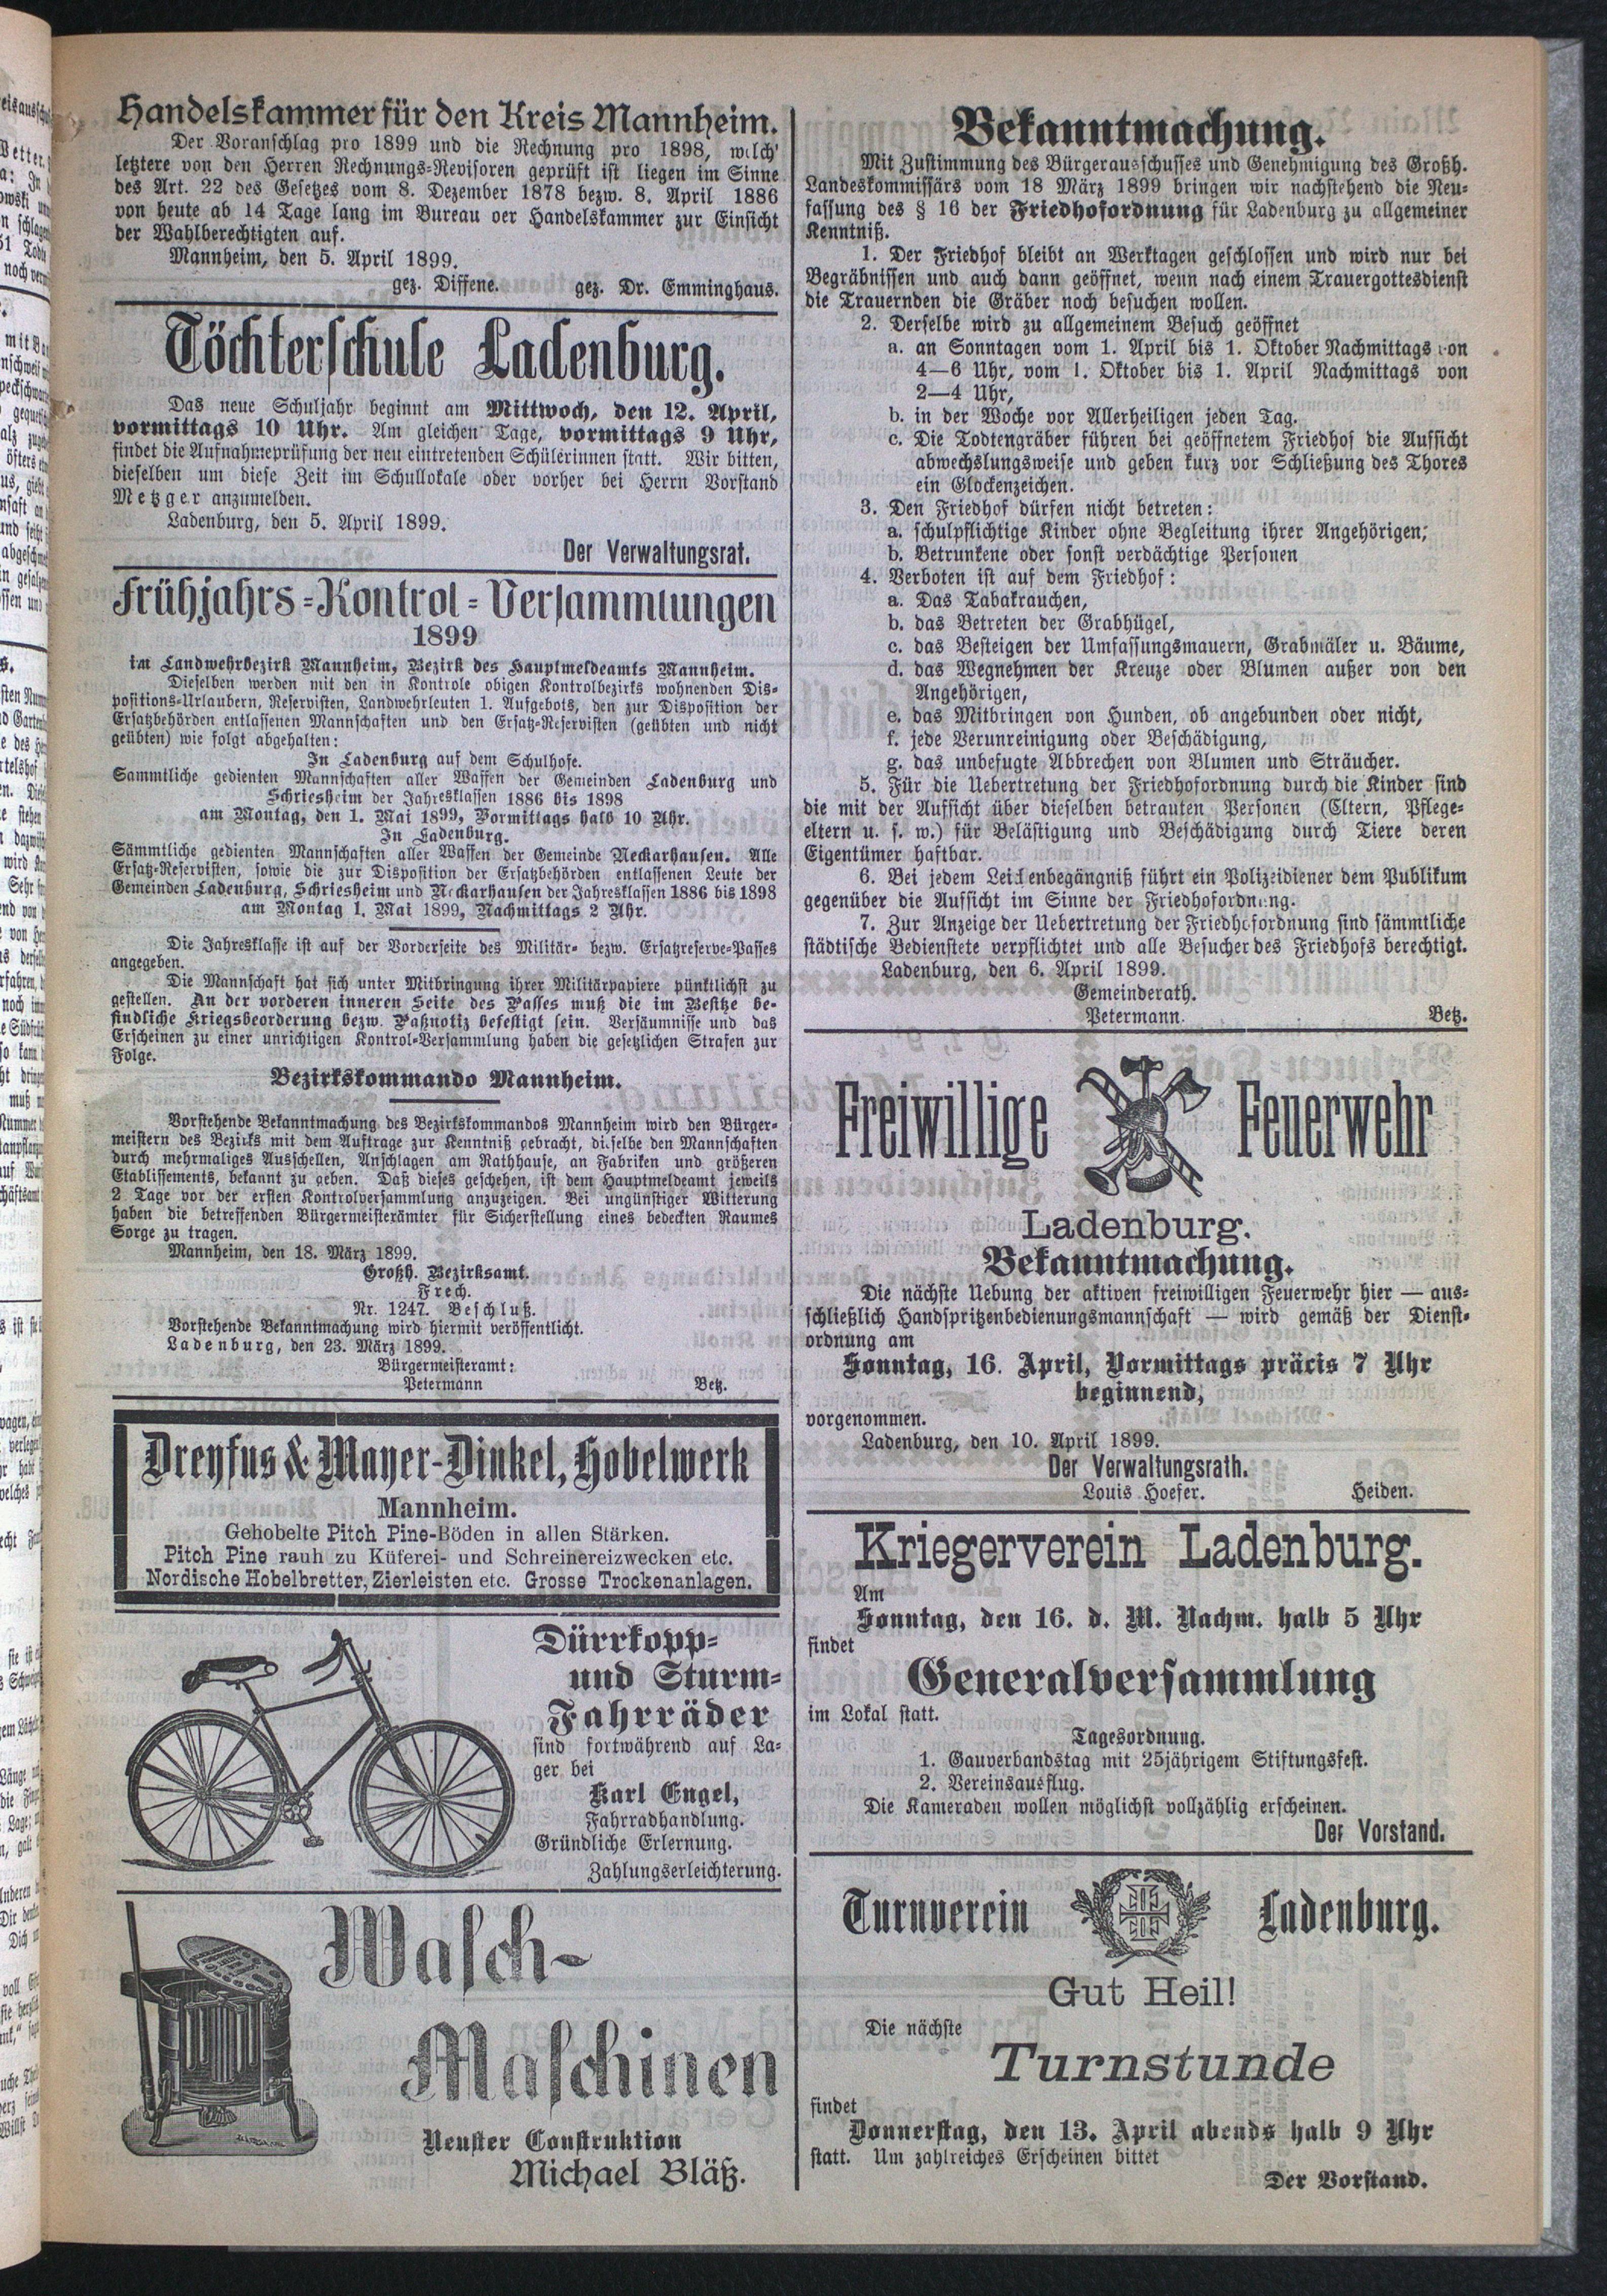 Handelskammer für den Kreis Mannheim.
Der Voranschlag pro 1899 und die Rechnung pro 1898, welch'
letztere von den Herren Rechnungs-Revisoren geprüft ist liegen im Sinne
des Art. 22 des Gesetzes vom 8. Dezember 1878 bezw. 8. April 1886
von heute ab 14 Tage lang im Bureau oer Handelskammer zur Einsicht
der Wahlberechtigten auf.
Mannheim, den 5. April 1899.
gez. Diffene. gez. Dr. Emminghaus.
Töchterschule Ladenburg.
Das neue Schuljahr beginnt am Mittwoch, den 12. April,
vormittags 10 Uhr. Am gleichen Tage, vormittags 9 Uhr,
findet die Aufnahmeprüfung der neu eintretenden Schülerinnen statt. Wir bitten,
dieselben um diese Zeit im Schullokale oder vorher bei Herrn Vorstand
Metzger anzumelden.
Ladenburg, den 5. April 1899.
Der Verwaltungsrat.
Frühjahrs-Kontrol-Versammlungen
1899
im Landwehrbezirk Mannheim, Bezirk des Hauptmeldeamts Mannheim.
Dieselben werden mit den in Kontrole obigen Kontrolbezirks wohnenden Dis-
positions-Urlaubern, Reservisten, Landwehrleuten 1. Aufgebots, den zur Disposition der
Ersatzbehörden entlassenen Mannschaften und den Ersatz-Reservisten (geübten und nicht
geübten) wie folgt abgehalten:
In Ladenburg auf dem Schulhofe.
Sammtliche gedienten Mannschaften aller Waffen der Gemeinden Ladenburg und
Schriesheim der Jahresklassen 1886 bis 1898
am Montag, den 1. Mai 1899, Vormittags halb 10 Uhr.
In Ladenburg.
Sämmtliche gedienten Mannschaften aller Waffen der Gemeinde Neckarhausen. Alle
Ersatz-Reservisten, sowie die zur Disposition der Ersatzbehörden entlassenen Leute der
Gemeinden Ladenburg, Schriesheim und Neckarhausen der Jahresklassen 1886 bis 1898
am Montag 1. Mai 1899, Nachmittags 2 Uhr.
Die Jahresklasse ist auf der Vorderseite des Militär- bezw. Ersatzreserve-Passes
angegeben.
Die Mannschaft hat sich unter Mitbringung ihrer Militärpapiere pünktlichst zu
gestellen. An der vorderen inneren Seite des Passes muß die im Besitze be-
findliche Kriegsbeorderung bezw. Paßnotiz befestigt sein. Versäumnisse und das
Erscheinen zu einer unrichtigen Kontrol-Versammlung haben die gesetzlichen Strafen zur
Folge.
Bezirkskommando Mannheim.
Vorstehende Bekanntmachung des Bezirkskommandos Mannheim wird den Bürger-
meistern des Bezirks mit dem Auftrage zur Kenntniß gebracht, dieselbe den Mannschaften
durch mehrmaliges Ausschellen, Anschlagen am Rathhause, an Fabriken und größeren
Etablissements, bekannt zu geben. Daß dieses geschehen, ist dem Hauptmeldeamt jeweils
2 Tage vor der ersten Kontrolversammlung anzuzeigen. Bei ungünstiger Witterung
haben die betreffenden Bürgermeisterämter für Sicherstellung eines bedeckten Raumes
Sorge zu tragen.
Mannheim, den 18. März 1899.
Großh. Bezirksamt.
Frech.
Nr. 1247. Beschluß.
Vorstehende Bekanntmachung wird hiermit veröffentlicht.
Ladenburg, den 23. März 1899.
Bürgermeisteramt:
Petermann Betz.
Dreyfus & Mayer-Dinkel, Hobelwerk
Mannheim.
Gehobelte Pitch Pine-Böden in allen Stärken.
Pitch Pine rauh zu Küferei- und Schreinereizwecken etc.
Nordische Hobelbretter, Zierleisten etc. Grosse Trockenanlagen.
Dürrkopp-
und Sturm-
Fahrräder
sind fortwährend auf La-
ger bei
Karl Engel,
Fahrradhandlung.
Gründliche Erlernung.
Zahlungserleichterung.
Wasch-
Maschinen
Neuster Construktion
Michael Bläß.
Bekanntmachung.
Mit Zustimmung des Bürgerausschusses und Genehmigung des Großh.
Landeskommissärs vom 18 März 1899 bringen wir nachstehend die Neu-
fassung des § 16 der Friedhofordnung für Ladenburg zu allgemeiner
Kenntniß.
1. Der Friedhof bleibt an Werktagen geschlossen und wird nur bei
Begräbnissen und auch dann geöffnet, wenn nach einem Trauergottesdienst
die Trauernden die Gräber noch besuchen wollen.
2. Derselbe wird zu allgemeinem Besuch geöffnet
a. an Sonntagen vom 1. April bis 1. Oktober Nachmittags von
4—6 Uhr, vom 1. Oktober bis 1. April Nachmittags von
2—4 Uhr,
b. in der Woche vor Allerheiligen jeden Tag.
c. Die Todtengräber führen bei geöffnetem Friedhof die Aufsicht
abwechslungsweise und geben kurz vor Schließung des Thores
ein Glockenzeichen.
3. Den Friedhof dürfen nicht betreten:
a. schulpflichtige Kinder ohne Begleitung ihrer Angehörigen;
b. Betrunkene oder sonst verdächtige Personen
4. Verboten ist auf dem Friedhof:
a. Das Tabakrauchen,
b. das Betreten der Grabhügel,
c. das Besteigen der Umfassungsmauern, Grabmäler u. Bäume,
d. das Wegnehmen der Kreuze oder Blumen außer von den
Angehörigen,
e. das Mitbringen von Hunden, ob angebunden oder nicht,
f. jede Verunreinigung oder Beschädigung,
g. das unbefugte Abbrechen von Blumen und Sträucher.
5. Für die Uebertretung der Friedhofordnung durch die Kinder sind
die mit der Aufsicht über dieselben betrauten Personen (Eltern, Pflege-
eltern u. s. w.) für Belästigung und Beschädigung durch Tiere deren
Eigentümer haftbar.
6. Bei jedem Leichenbegängniß führt ein Polizeidiener dem Publikum
gegenüber die Aufsicht im Sinne der Friedhofordnung.
7. Zur Anzeige der Uebertretung der Friedhofordnung sind sämmtliche
städtische Bedienstete verpflichtet und alle Besucher des Friedhofs berechtigt.
Ladenburg, den 6. April 1899.
Gemeinderath.
Petermann. Betz.
Freiwillige Feuerwehr
Ladenburg.
Bekanntmachung.
Die nächste Uebung der aktiven freiwilligen Feuerwehr hier — aus-
schließlich Handspritzenbedienungsmannschaft — wird gemäß der Dienst-
ordnung am
Sonntag, 16. April, Vormittags präcis 7 Uhr
beginnend,
vorgenommen.
Ladenburg, den 10. April 1899.
Der Verwaltungsrath.
Louis Hoefer. Heiden.
Kriegerverein Ladenburg.
Am
Sonntag, den 16. d. M. Nachm. halb 5 Uhr
findet
Generalversammlung
im Lokal statt.
Tagesordnung.
1. Gauverbandstag mit 25jährigem Stiftungsfest.
2. Vereinsausflug.
Die Kameraden wollen möglichst vollzählig erscheinen.
Der Vorstand.
Turnverein Ladenburg.
Gut Heil!
Die nächste
Turnstunde
findet
Donnerstag, den 13. April abends halb 9 Uhr
statt. Um zahlreiches Erscheinen bittet
Der Vorstand.